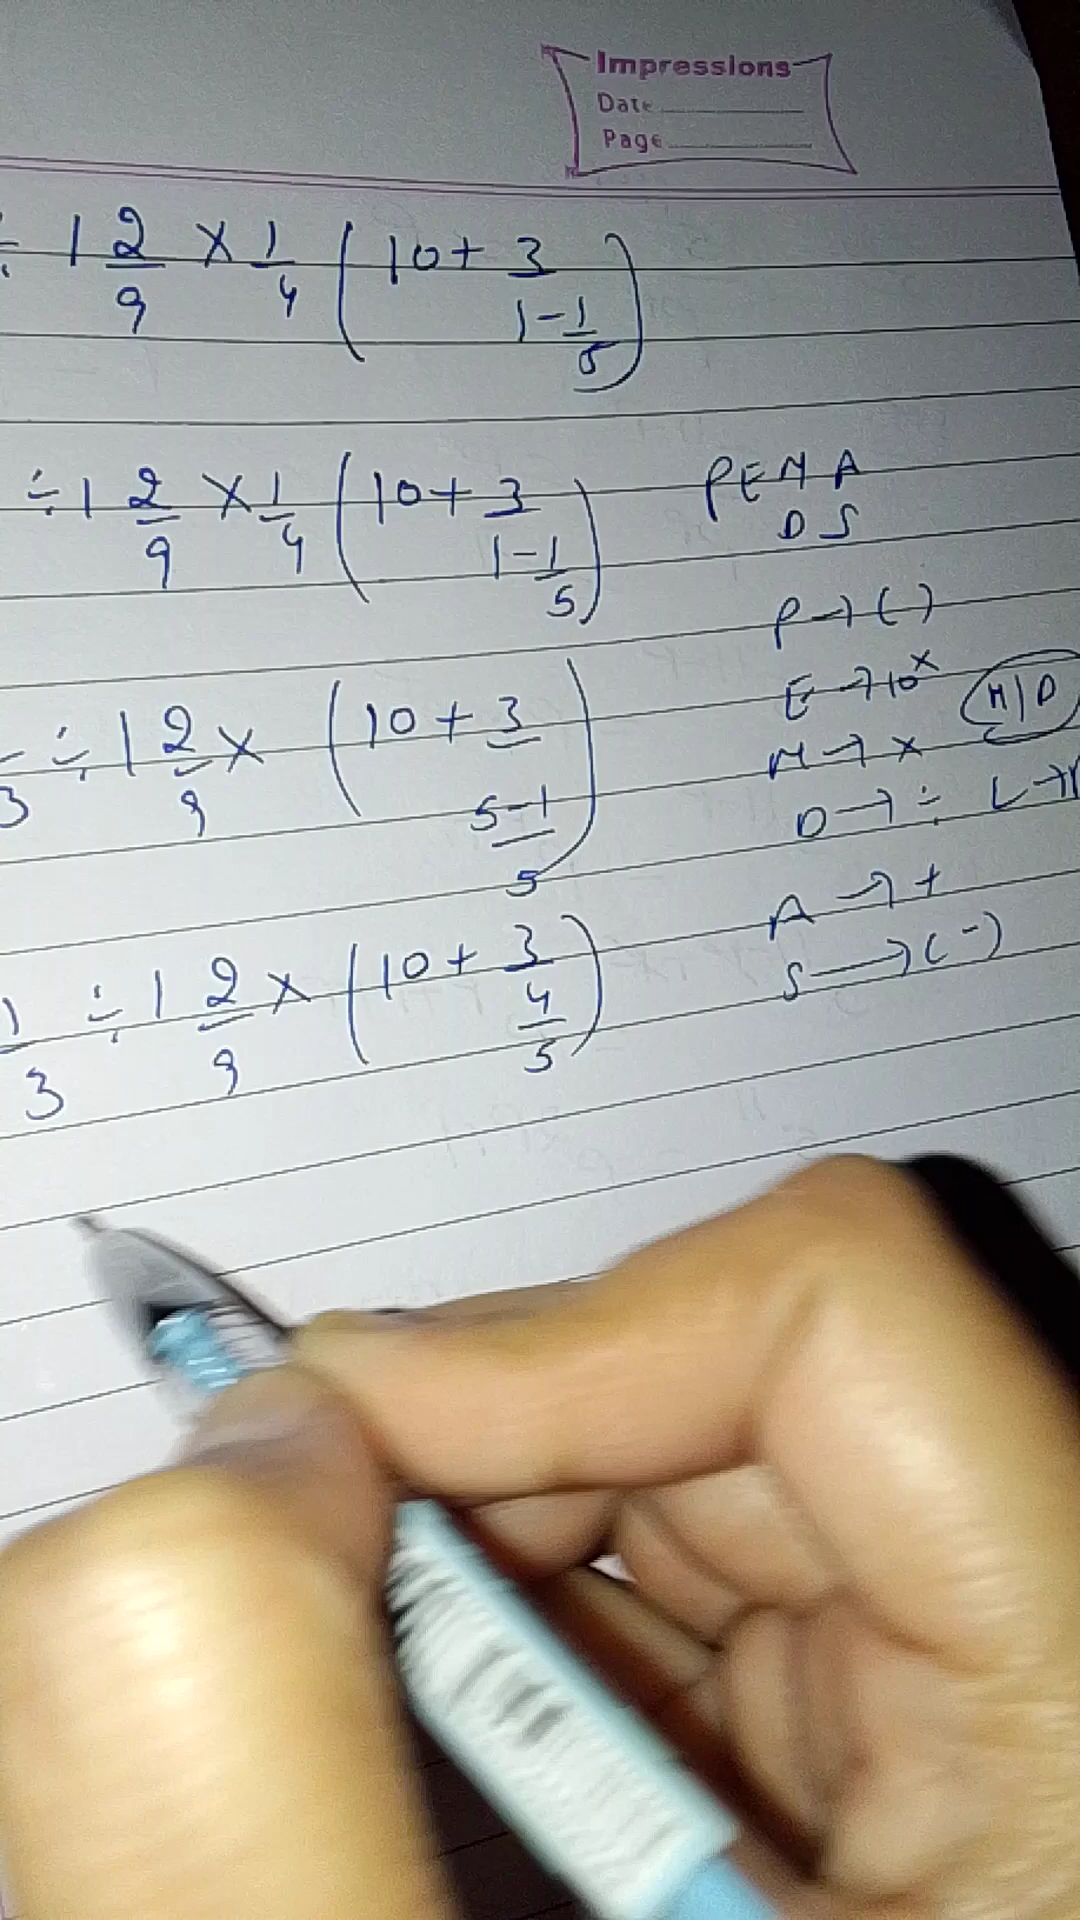 Impressions
Date
Page
÷ 1 2/9 × 1/4 (10 + 3/(1 - 1/5))
÷ 1 2/9 × 1/4 (10 + 3/(1 - 1/5))
PEMA
DS
P → ( )
E → 10^x
M → ×
M/D
D → ÷ L →
3 ÷ 1 2/9 × (10 + 3/((5-1)/5))
A → +
S → (-)
1/3 ÷ 1 2/9 × (10 + 3/(4/5))